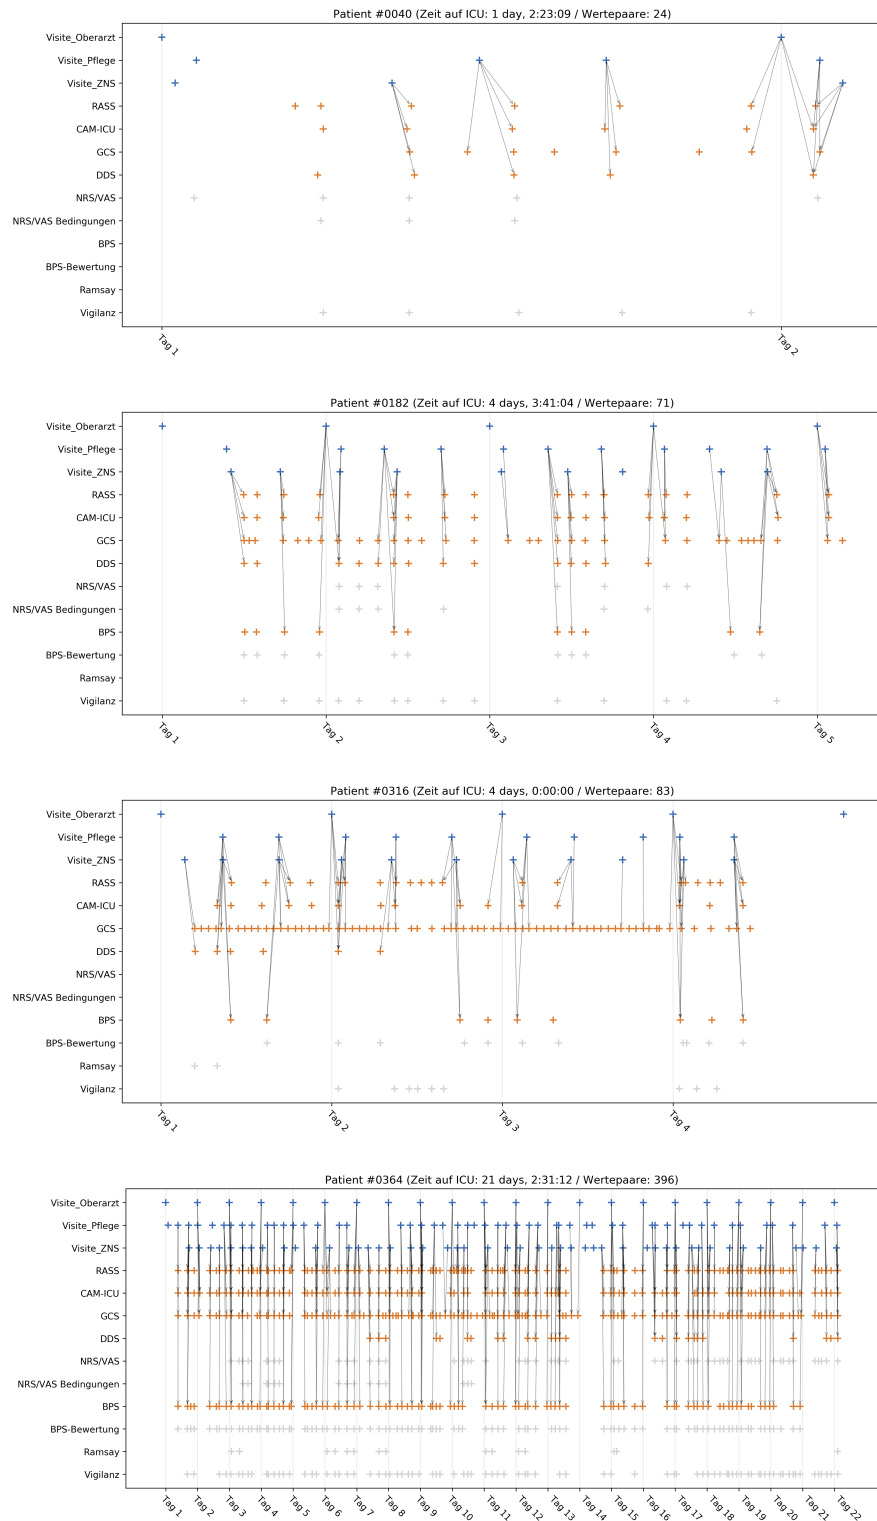 Patient #0040 (Zeit auf ICU: 1 day, 2:23:09 / Wertepaare: 24)
Visite_Oberarzt
Visite_Pflege
Visite_ZNS
RASS
CAM-ICU
GCS
DDS
NRS/VAS
NRS/VAS Bedingungen
BPS
BPS-Bewertung
Ramsay
Vigilanz
Tag 1
Tag 2
Patient #0182 (Zeit auf ICU: 4 days, 3:41:04 / Wertepaare: 71)
Visite_Oberarzt
Visite_Pflege
Visite_ZNS
RASS
CAM-ICU
GCS
DDS
NRS/VAS
NRS/VAS Bedingungen
BPS
BPS-Bewertung
Ramsay
Vigilanz
Tag 1
Tag 2
Tag 3
Tag 4
Tag 5
Patient #0316 (Zeit auf ICU: 4 days, 0:00:00 / Wertepaare: 83)
Visite_Oberarzt
Visite_Pflege
Visite_ZNS
RASS
CAM-ICU
GCS
DDS
NRS/VAS
NRS/VAS Bedingungen
BPS
BPS-Bewertung
Ramsay
Vigilanz
Tag 1
Tag 2
Tag 3
Tag 4
Patient #0364 (Zeit auf ICU: 21 days, 2:31:12 / Wertepaare: 396)
Visite_Oberarzt
Visite_Pflege
Visite_ZNS
RASS
CAM-ICU
GCS
DDS
NRS/VAS
NRS/VAS Bedingungen
BPS
BPS-Bewertung
Ramsay
Vigilanz
Tag 1
Tag 2
Tag 3
Tag 4
Tag 5
Tag 6
Tag 7
Tag 8
Tag 9
Tag 10
Tag 11
Tag 12
Tag 13
Tag 14
Tag 15
Tag 16
Tag 17
Tag 18
Tag 19
Tag 20
Tag 21
Tag 22